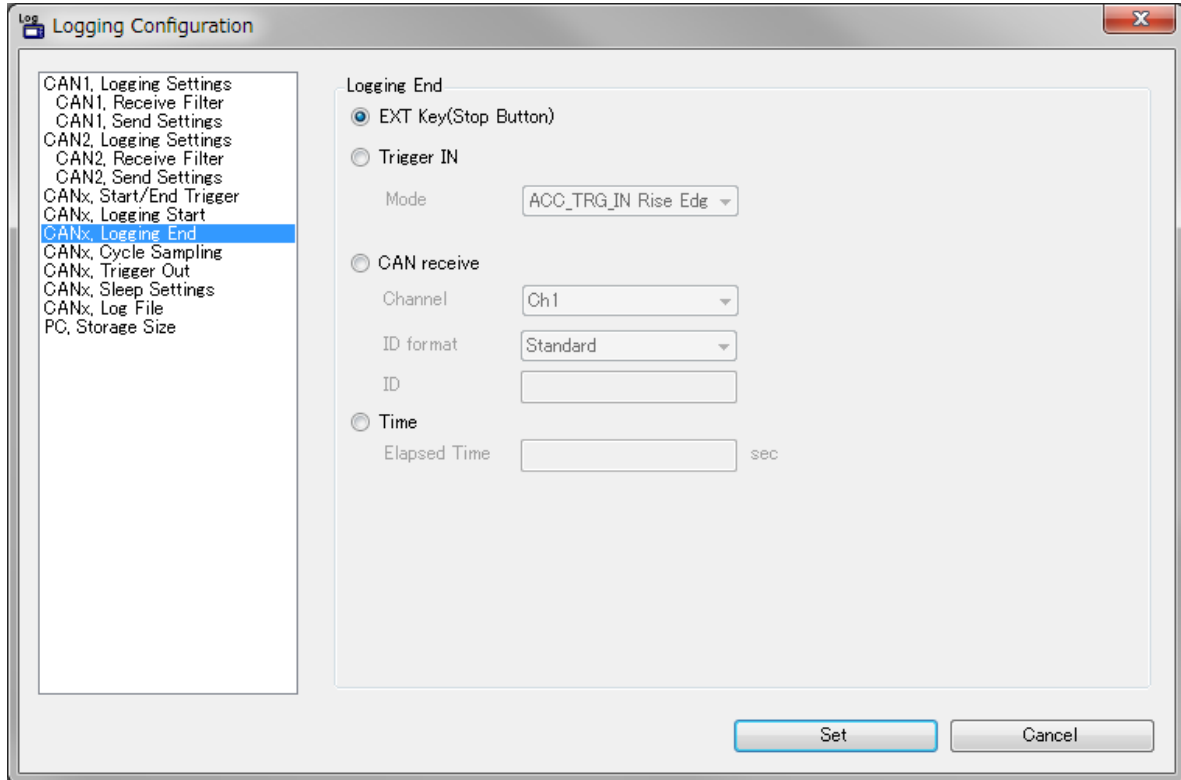 Log
Logging Configuration
CAN1, Logging Settings
CAN1, Receive Filter
CAN1, Send Settings
CAN2, Logging Settings
CAN2, Receive Filter
CAN2, Send Settings
CANx, Start/End Trigger
CANx, Logging Start
CANx, Logging End
CANx, Cycle Sampling
CANx, Trigger Out
CANx, Sleep Settings
CANx, Log File
PC, Storage Size
Logging End
EXT Key(Stop Button)
Trigger IN
Mode ACC_TRG_IN Rise Edg
CAN receive
Channel Ch1
ID format Standard
ID
Time
Elapsed Time sec
Set Cancel